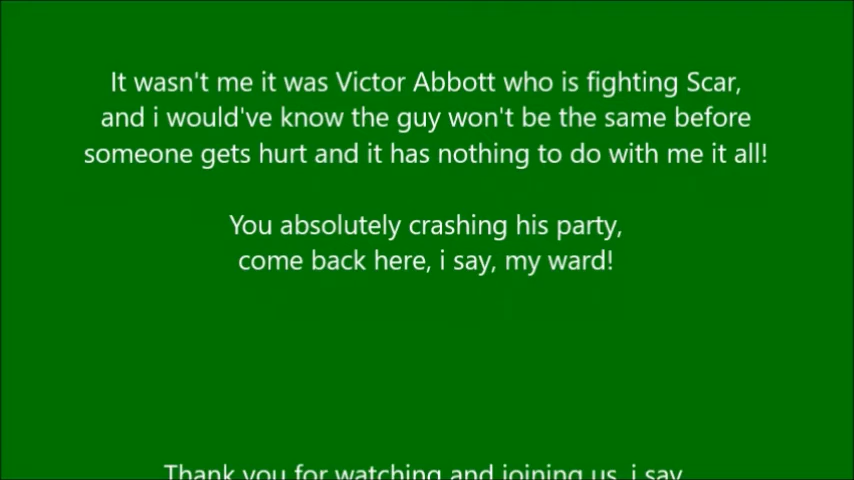 It wasn't me it was Victor Abbott who is fighting Scar,
and i would've know the guy won't be the same before
someone gets hurt and it has nothing to do with me it all!
You absolutely crashing his party,
come back here, i say, my ward!
Thank you for watching and joining us, i say